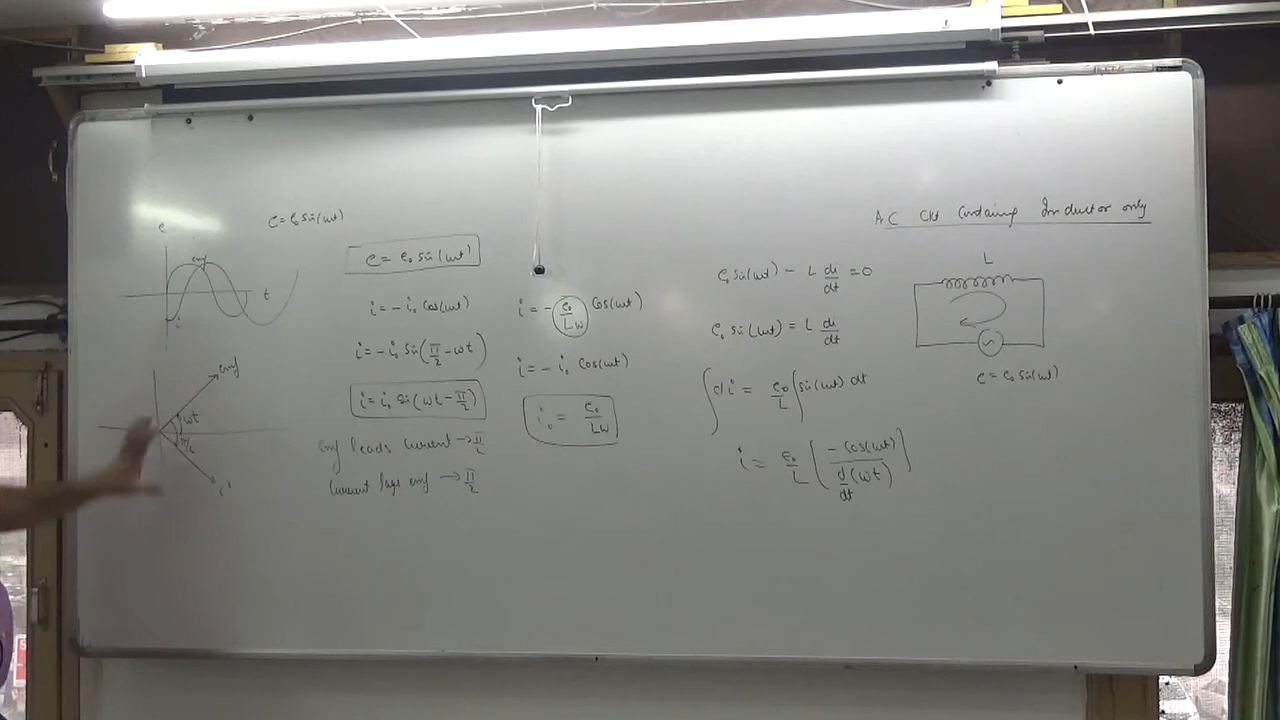 AC Ckt Containing Inductor only
L
e = e₀ sin(ωt)
e₀ sin(ωt) - L di/dt = 0
e₀ sin(ωt) = L di/dt
∫di = e₀/L ∫sin(ωt) dt
i = e₀/L (-cos(ωt) / d/dt(ωt))
i = - e₀/Lω cos(ωt)
i = - i₀ cos(ωt)
i₀ = e₀/Lω
e = e₀ sin(ωt)
i = - i₀ cos(ωt)
i = - i₀ sin(π/2 - ωt)
i = i₀ sin(ωt - π/2)
emf leads current → π/2
Current lags emf → π/2
e = e₀ sin(ωt)
e
emf
t
i
emf
ωt
i